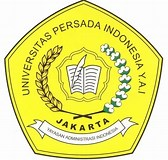 UNIVERSITAS PERSADA INDONESIA Y.A.I
JAKARTA
YAYASAN ADMINISTRASI INDONESIA